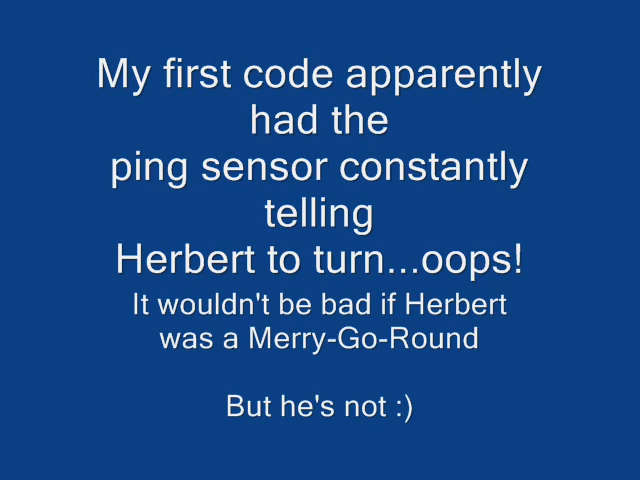 My first code apparently
had the
ping sensor constantly
telling
Herbert to turn...oops!
It wouldn't be bad if Herbert
was a Merry-Go-Round
But he's not :)